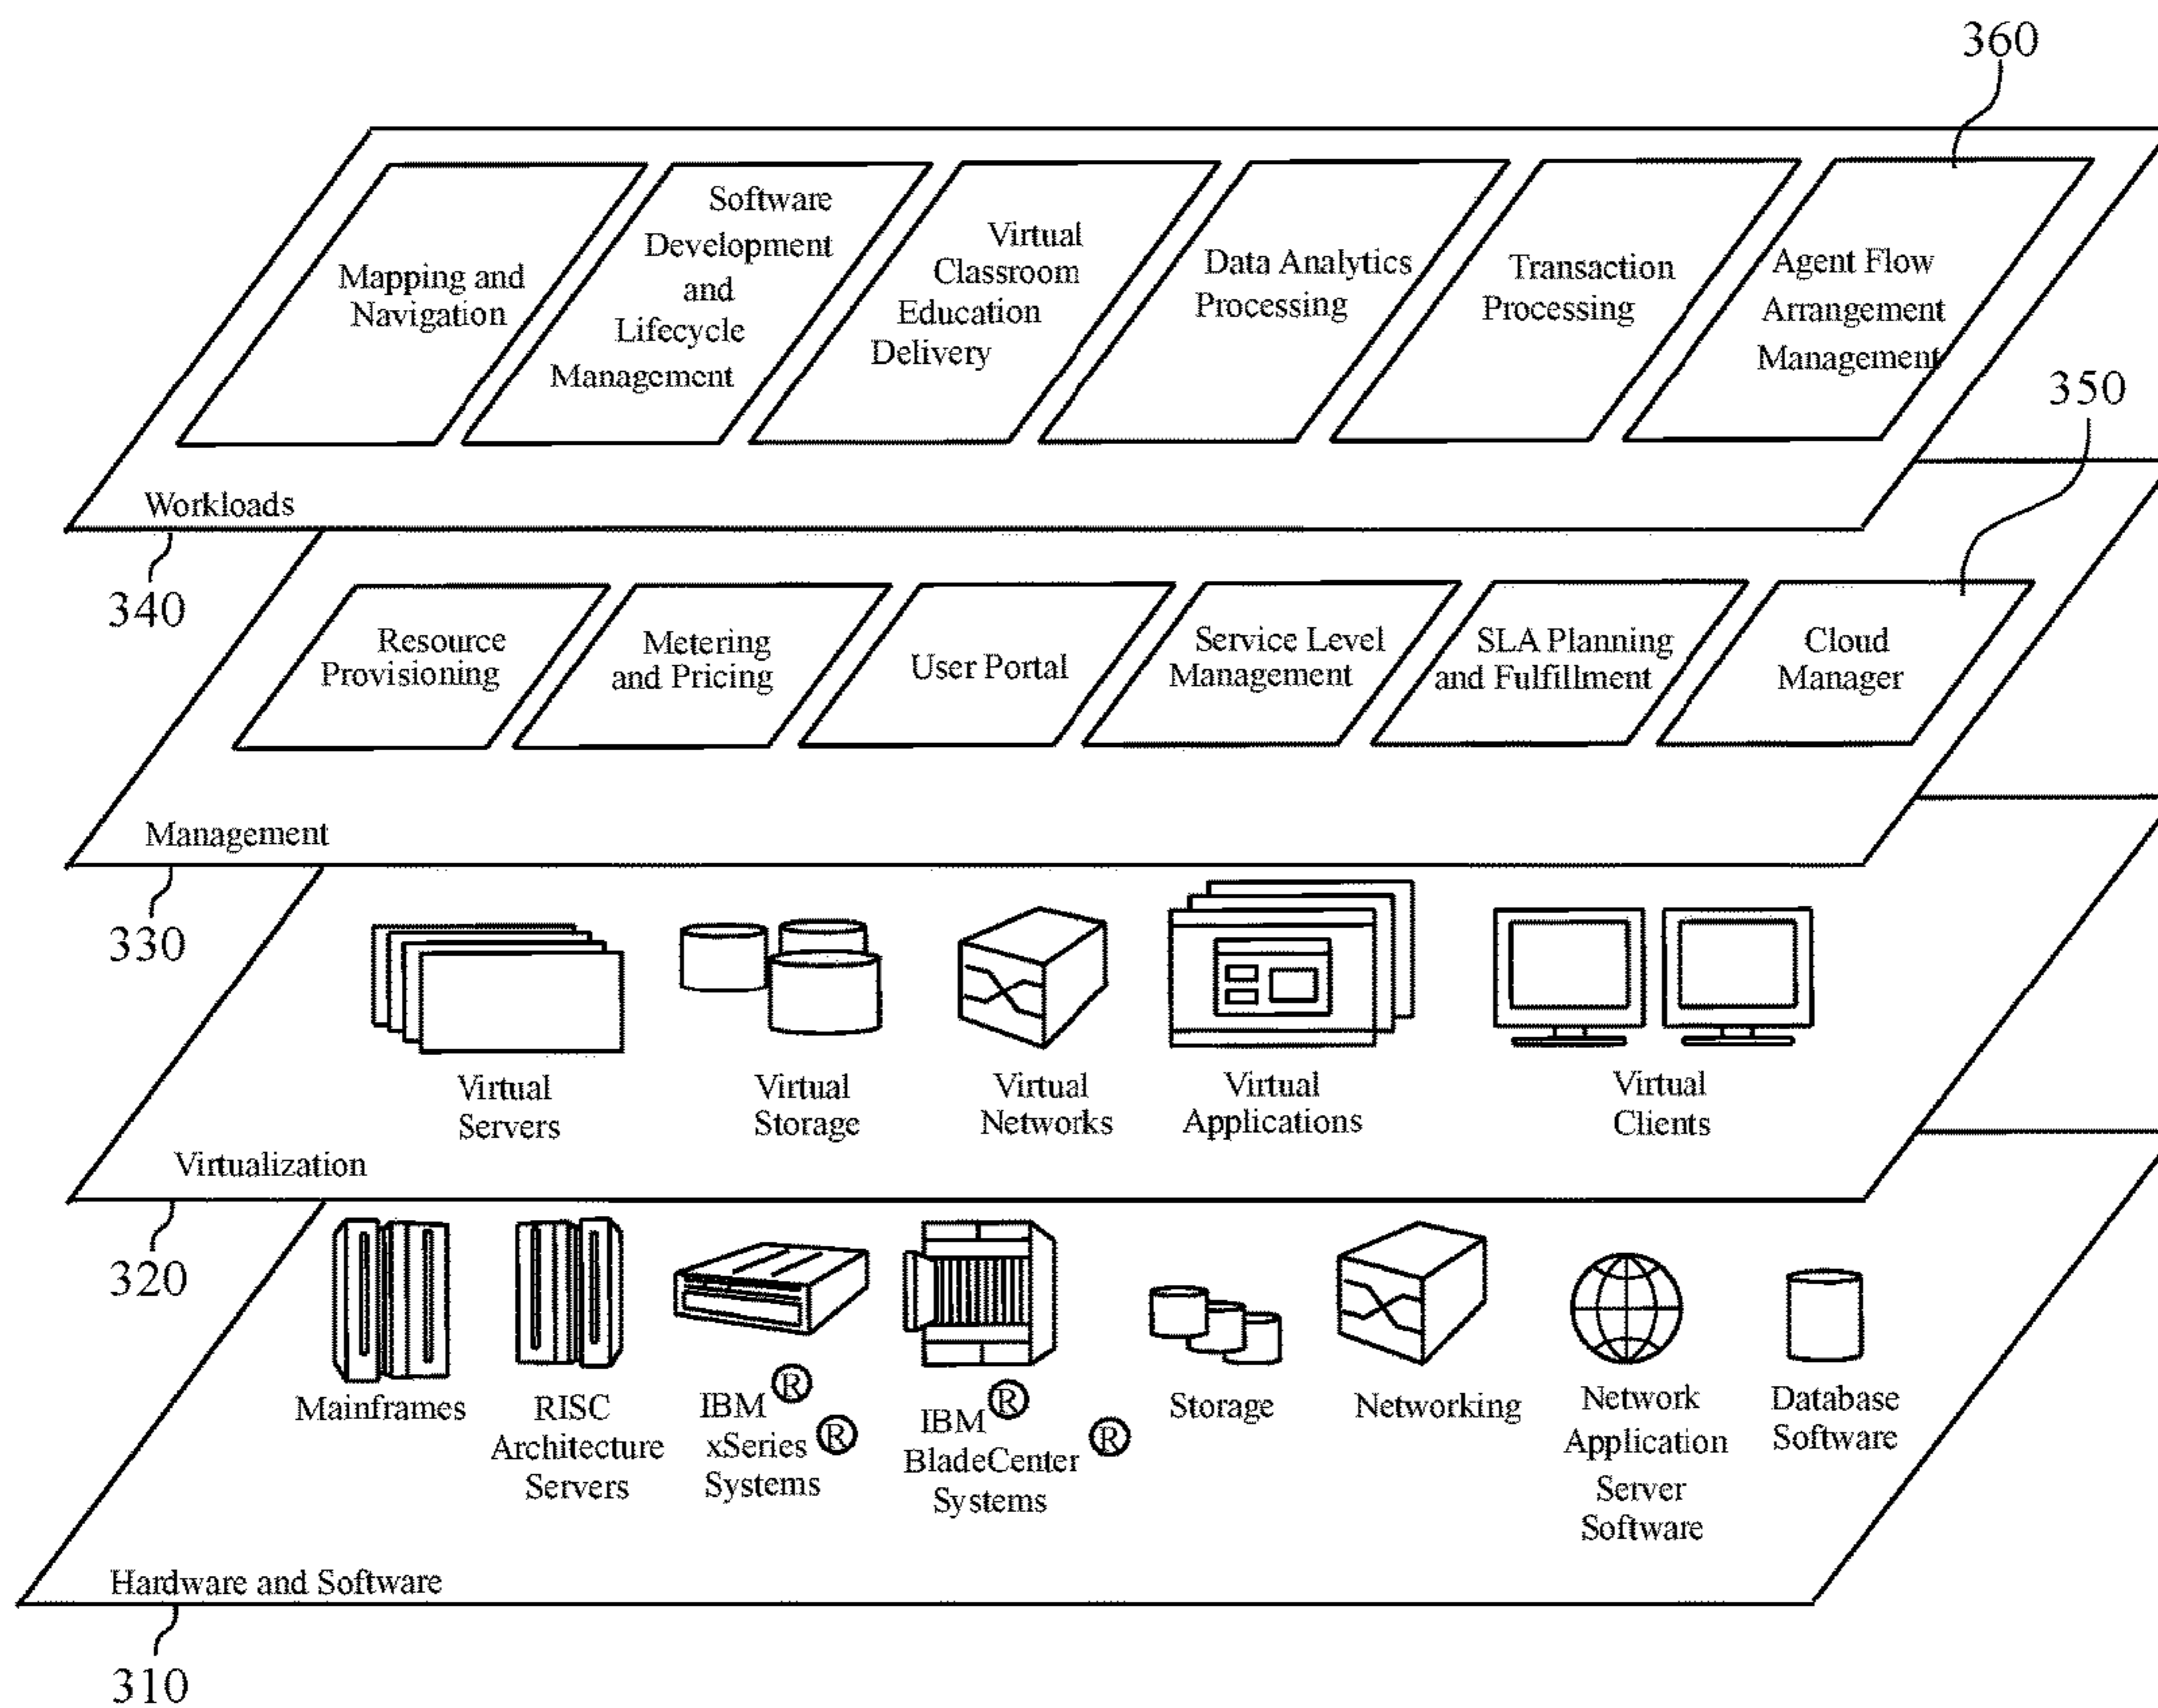 360
Mapping and
Navigation
Software
Development
and
Lifecycle
Management
Virtual
Classroom
Education
Delivery
Data Analytics
Processing
Transaction
Processing
Agent Flow
Arrangement
Management
350
Workloads
340
Resource
Provisioning
Metering
and Pricing
User Portal
Service Level
Management
SLA Planning
and Fulfillment
Cloud
Manager
Management
330
Virtual
Servers
Virtual
Storage
Virtual
Networks
Virtual
Applications
Virtual
Clients
Virtualization
320
Mainframes
RISC
Architecture
Servers
IBM ®
xSeries ®
Systems
IBM ®
BladeCenter ®
Systems
Storage
Networking
Network
Application
Server
Software
Database
Software
Hardware and Software
310